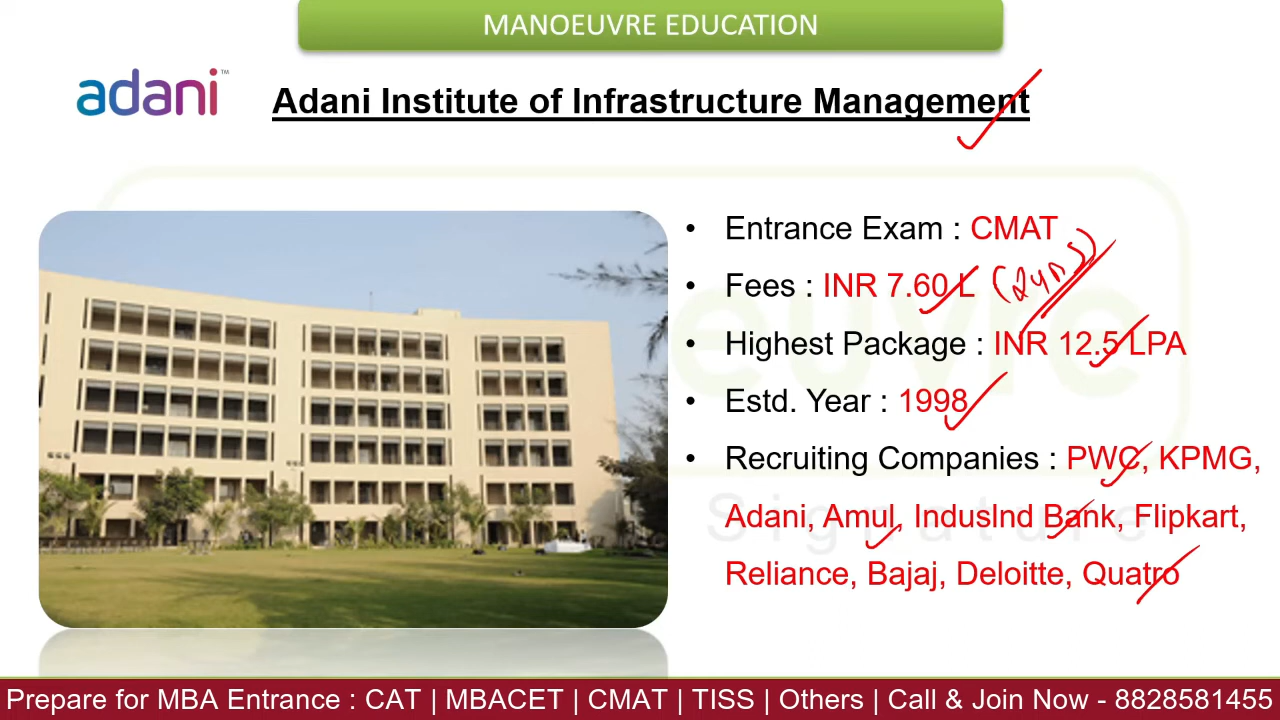 MANOEUVRE EDUCATION
adani™
Adani Institute of Infrastructure Management
• Entrance Exam : CMAT
• Fees : INR 7.60 L (2yrs)
• Highest Package : INR 12.5 LPA
• Estd. Year : 1998
• Recruiting Companies : PWC, KPMG,
Adani, Amul, IndusInd Bank, Flipkart,
Reliance, Bajaj, Deloitte, Quatro
Signature
Prepare for MBA Entrance : CAT | MBACET | CMAT | TISS | Others | Call & Join Now - 8828581455